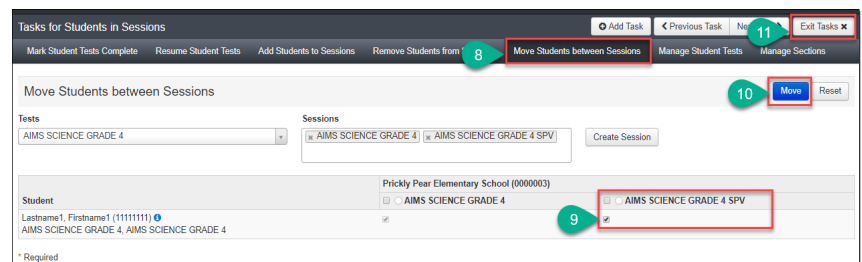 Tasks for Students in Sessions
Add Task
Previous Task
Exit Tasks ×
11
Mark Student Tests Complete
Resume Student Tests
Add Students to Sessions
Remove Students from
8
Move Students between Sessions
Manage Student Tests
Manage Sections
Move Students between Sessions
10
Move
Reset
Tests
Sessions
AIMS SCIENCE GRADE 4
× AIMS SCIENCE GRADE 4
× AIMS SCIENCE GRADE 4 SPV
Create Session
Prickly Pear Elementary School (0000003)
Student
AIMS SCIENCE GRADE 4
AIMS SCIENCE GRADE 4 SPV
Lastname1, Firstname1 (11111111)
AIMS SCIENCE GRADE 4, AIMS SCIENCE GRADE 4
9
* Required